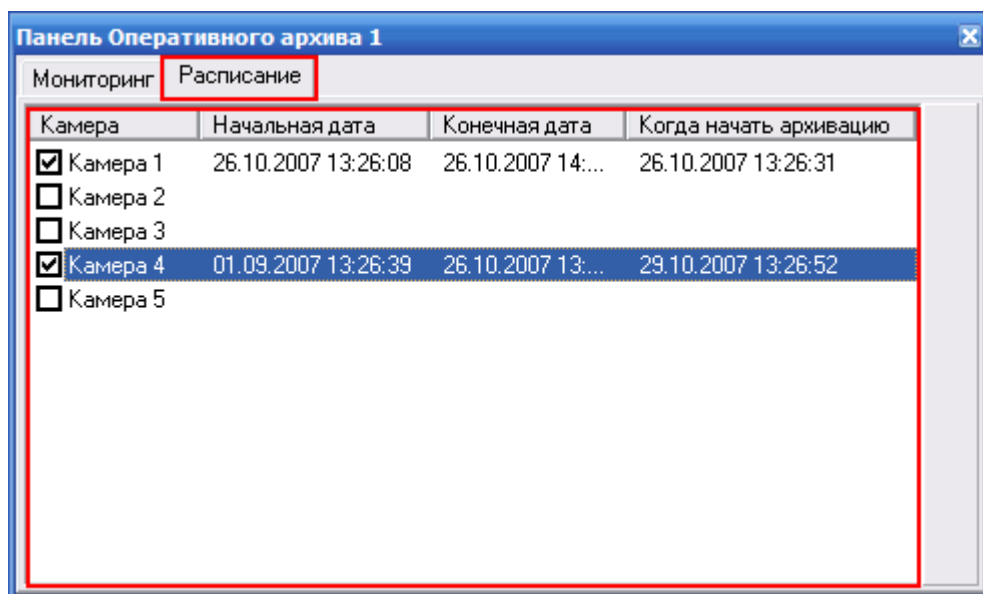 Панель Оперативного архива 1
Мониторинг Расписание
Камера Начальная дата Конечная дата Когда начать архивацию
Камера 1 26.10.2007 13:26:08 26.10.2007 14:... 26.10.2007 13:26:31
Камера 2
Камера 3
Камера 4 01.09.2007 13:26:39 26.10.2007 13:... 29.10.2007 13:26:52
Камера 5